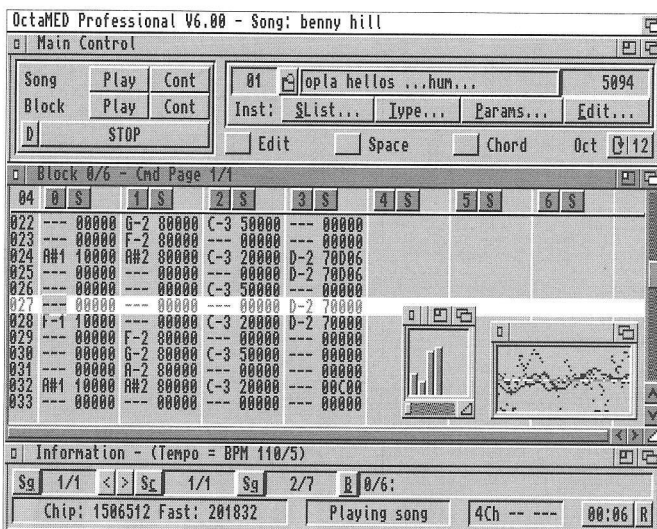 OctaMED Professional V6.00 - Song: benny hill
Main Control
Song Play Cont 01 opla hellos ...hum... 5094
Block Play Cont Inst: SList... Type... Params... Edit...
D STOP Edit Space Chord Oct 12
Block 0/6 - Cmd Page 1/1
04 0 S 1 S 2 S 3 S 4 S 5 S 6 S
022 --- 00000 G-2 80000 C-3 50000 --- 00000
023 --- 00000 F-2 80000 --- 00000 --- 00000
024 A#1 10000 A#2 80000 C-3 20000 D-2 70D06
025 --- 00000 --- 00000 --- 00000 D-2 70D06
026 --- 00000 --- 00000 C-3 50000 --- 00000
027 --- 00000 --- 00000 --- 00000 D-2 70000
028 F-1 10000 --- 00000 C-3 20000 D-2 70000
029 --- 00000 F-2 80000 --- 00000 --- 00000
030 --- 00000 G-2 80000 C-3 50000 --- 00000
031 --- 00000 A-2 80000 --- 00000 --- 00000
032 A#1 10000 A#2 80000 C-3 20000 --- 00C00
033 --- 00000 --- 00000 --- 00000 --- 00000
Information - (Tempo = BPM 110/5)
Sg 1/1 < > Sc 1/1 Sg 2/7 B 0/6:
Chip: 1506512 Fast: 201832 Playing song 4Ch -- --- 00:06 R